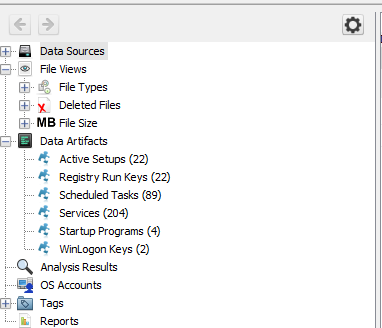 Data Sources
File Views
File Types
Deleted Files
MB File Size
Data Artifacts
Active Setups (22)
Registry Run Keys (22)
Scheduled Tasks (89)
Services (204)
Startup Programs (4)
WinLogon Keys (2)
Analysis Results
OS Accounts
Tags
Reports